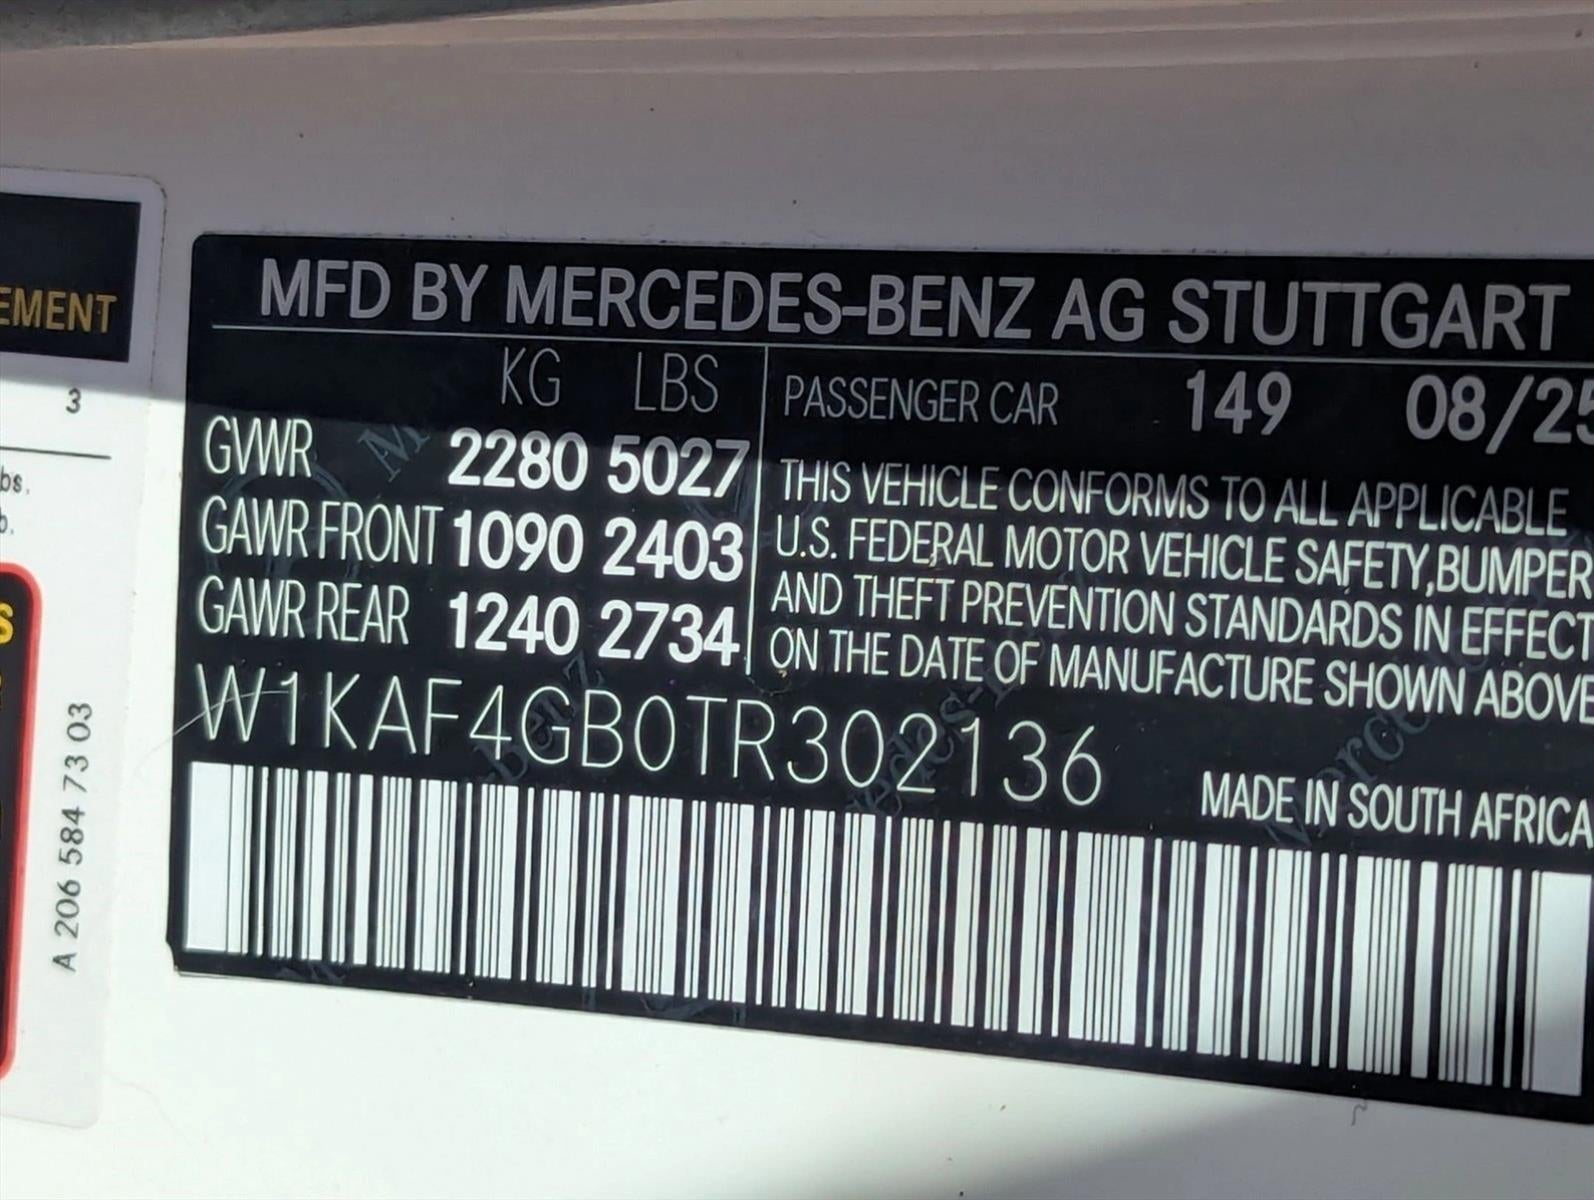 EMENT
3
bs.
b.
S
A 206 584 73 03
MFD BY MERCEDES-BENZ AG STUTTGART
KG LBS
PASSENGER CAR 149 08/25
GVWR 2280 5027
GAWR FRONT 1090 2403
GAWR REAR 1240 2734
THIS VEHICLE CONFORMS TO ALL APPLICABLE
U.S. FEDERAL MOTOR VEHICLE SAFETY,BUMPER
AND THEFT PREVENTION STANDARDS IN EFFECT
ON THE DATE OF MANUFACTURE SHOWN ABOVE
W1KAF4GB0TR302136
MADE IN SOUTH AFRICA